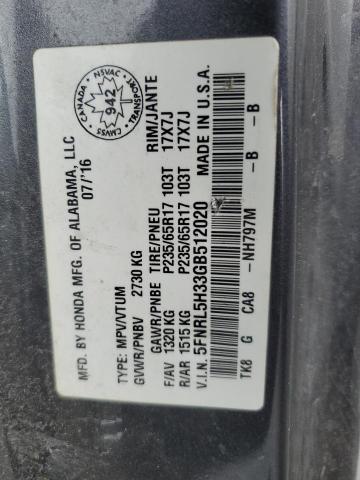 MFD. BY HONDA MFG. OF ALABAMA, LLC
07/'16
TYPE: MPV/VTUM
GVWR/PNBV 2730 KG
GAWR/PNBE TIRE/PNEU RIM/JANTE
F/AV 1320 KG P235/65R17 103T 17X7J
R/AR 1515 KG P235/65R17 103T 17X7J
V.I.N. 5FNRL5H33GB512020 MADE IN U.S.A.
TK8 G CA8 -NH797M -B -B
CANADA
NSVAC
942
CMVSS
TRANSPORT